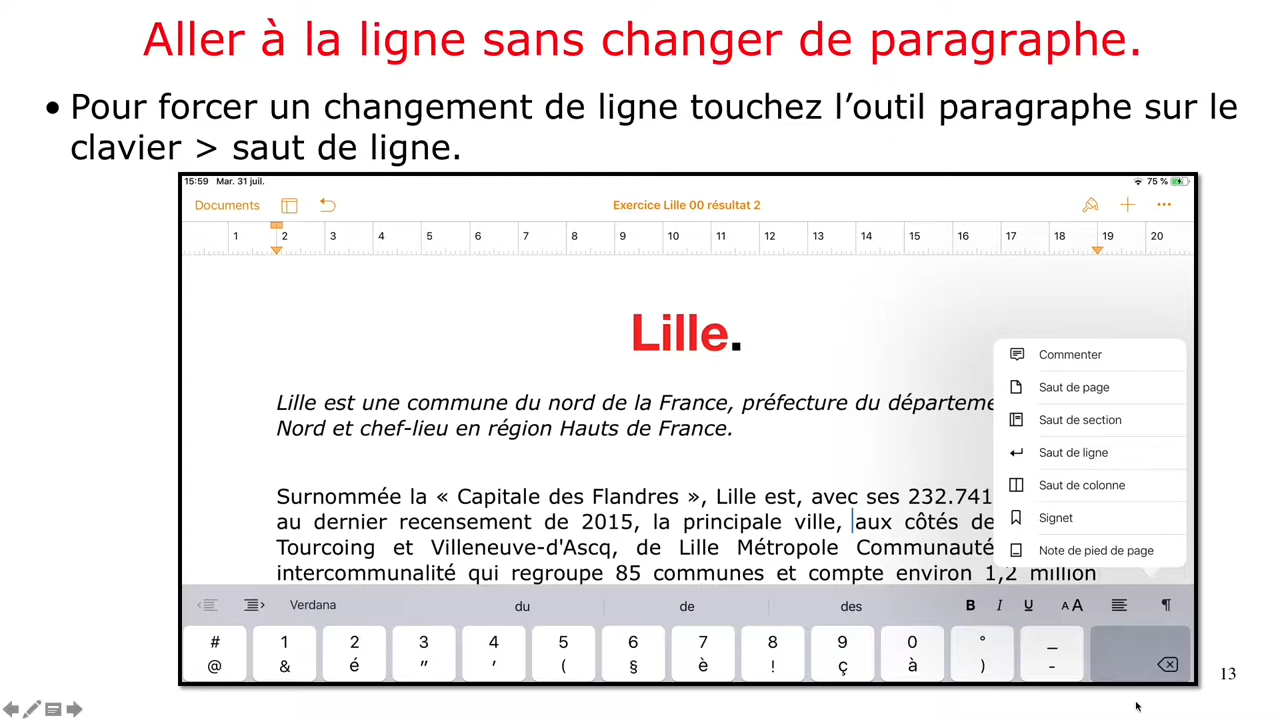 Aller à la ligne sans changer de paragraphe.
• Pour forcer un changement de ligne touchez l’outil paragraphe sur le
clavier > saut de ligne.
15:59 Mar. 31 juil.
75 %
Documents
Exercice Lille 00 résultat 2
1 2 3 4 5 6 7 8 9 10 11 12 13 14 15 16 17 18 19 20
Lille.
Lille est une commune du nord de la France, préfecture du départeme
Nord et chef-lieu en région Hauts de France.
Surnommée la « Capitale des Flandres », Lille est, avec ses 232.741
au dernier recensement de 2015, la principale ville, aux côtés de
Tourcoing et Villeneuve-d'Ascq, de Lille Métropole Communauté
intercommunalité qui regroupe 85 communes et compte environ 1,2 million
Commenter
Saut de page
Saut de section
Saut de ligne
Saut de colonne
Signet
Note de pied de page
Verdana du de des B I U AA ¶
# 1 2 3 4 5 6 7 8 9 0 ° _
@ & é " ' ( § è ! ç à ) -
13